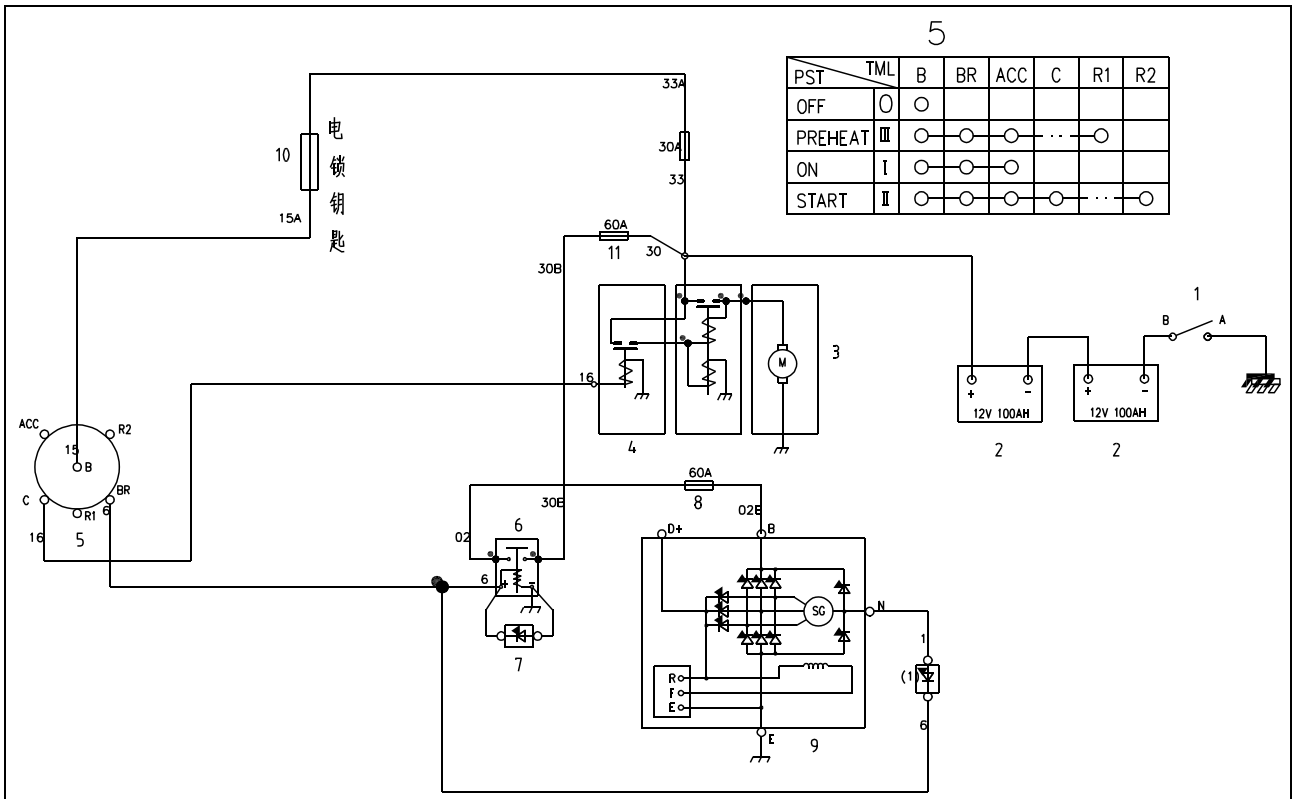 5
PST TML B BR ACC C R1 R2
OFF O
PREHEAT III
ON I
START II
33A
电锁钥匙
10
30A
33
15A
60A
11
30
30B
1
B A
3
M
16
4
+ - + -
12V 100AH 12V 100AH
2 2
ACC
R2
15
B
BR
C
R1
6
16
5
60A
8
30B
02B
02
6
D+
B
6
+ -
7
SG
N
1
(1)
R
F
E
6
E
9